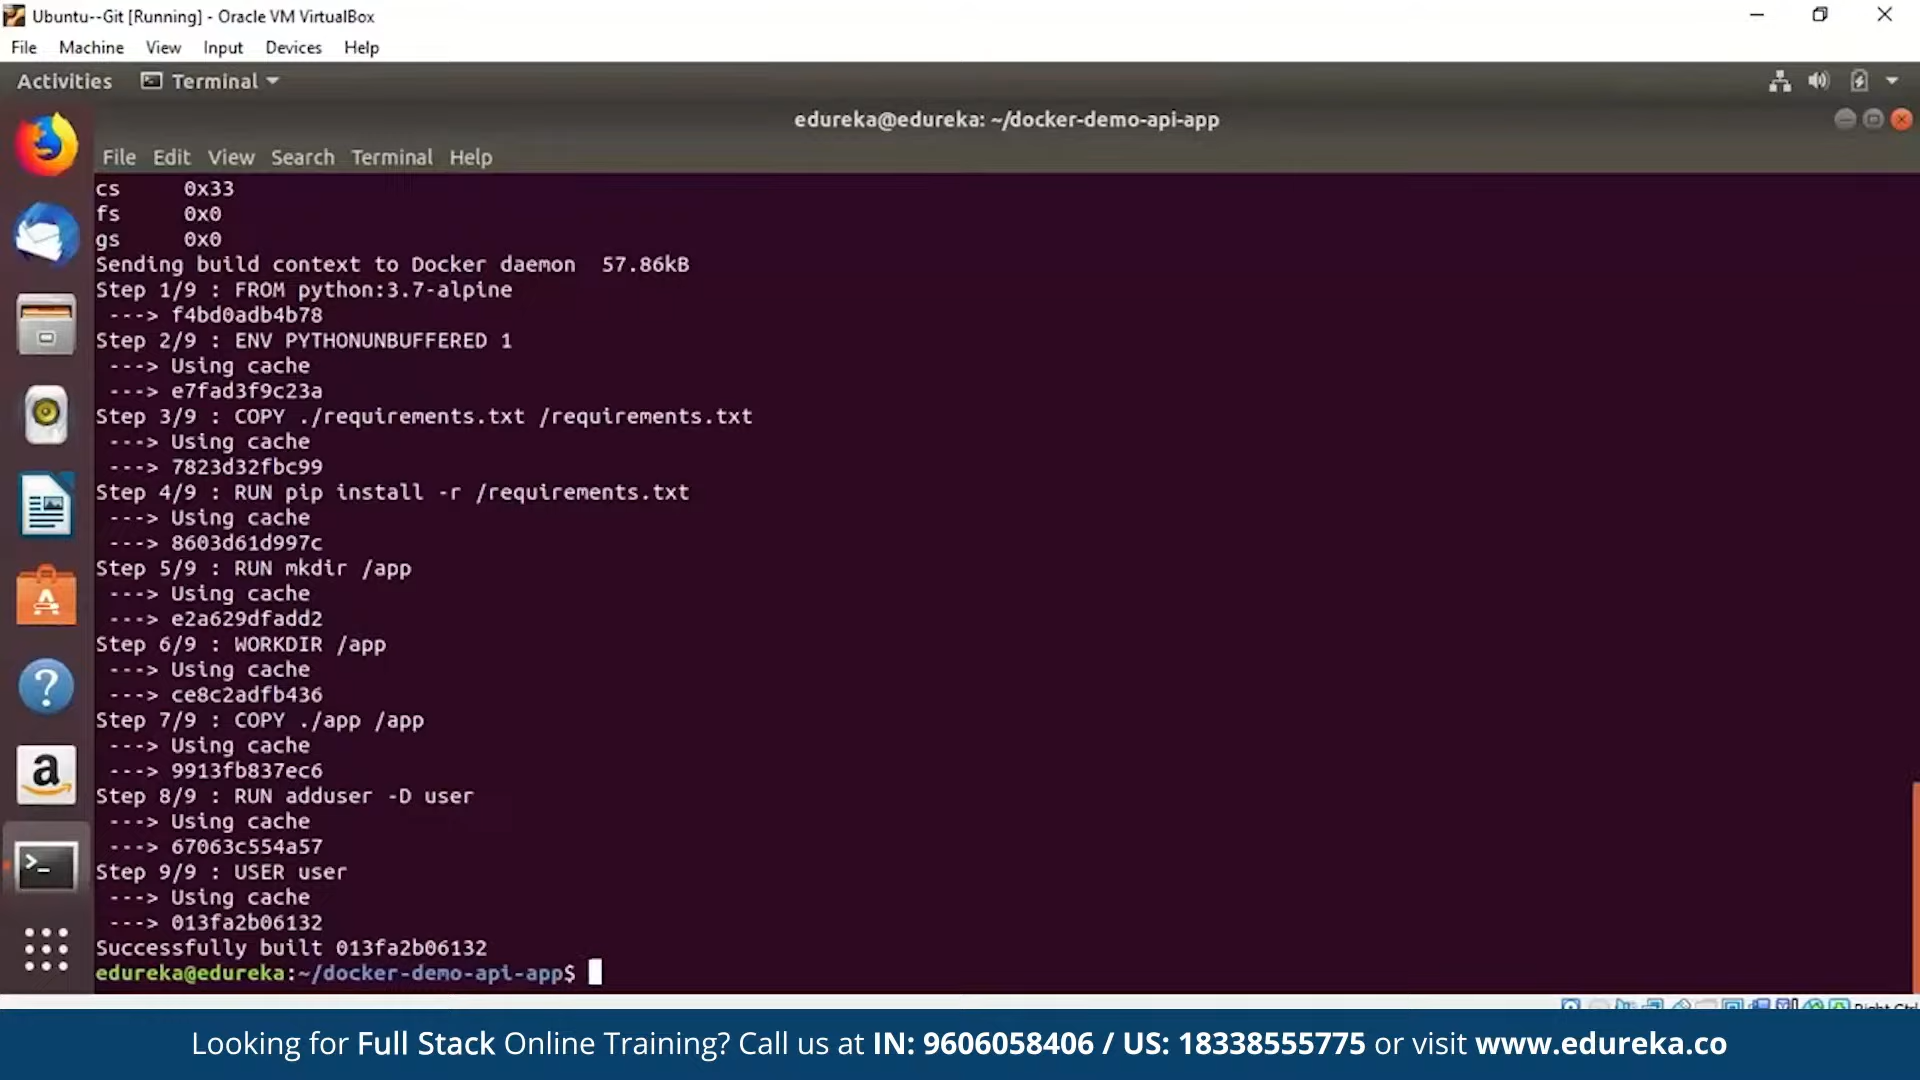 Ubuntu--Git [Running] - Oracle VM VirtualBox
File Machine View Input Devices Help
Activities Terminal
edureka@edureka: ~/docker-demo-api-app
File Edit View Search Terminal Help
cs 0x33
fs 0x0
gs 0x0
Sending build context to Docker daemon 57.86kB
Step 1/9 : FROM python:3.7-alpine
---> f4bd0adb4b78
Step 2/9 : ENV PYTHONUNBUFFERED 1
---> Using cache
---> e7fad3f9c23a
Step 3/9 : COPY ./requirements.txt /requirements.txt
---> Using cache
---> 7823d32fbc99
Step 4/9 : RUN pip install -r /requirements.txt
---> Using cache
---> 8603d61d997c
Step 5/9 : RUN mkdir /app
---> Using cache
---> e2a629dfadd2
Step 6/9 : WORKDIR /app
---> Using cache
---> ce8c2adfb436
Step 7/9 : COPY ./app /app
---> Using cache
---> 9913fb837ec6
Step 8/9 : RUN adduser -D user
---> Using cache
---> 67063c554a57
Step 9/9 : USER user
---> Using cache
---> 013fa2b06132
Successfully built 013fa2b06132
edureka@edureka:~/docker-demo-api-app$
Right Ctrl
Looking for Full Stack Online Training? Call us at IN: 9606058406 / US: 18338555775 or visit www.edureka.co